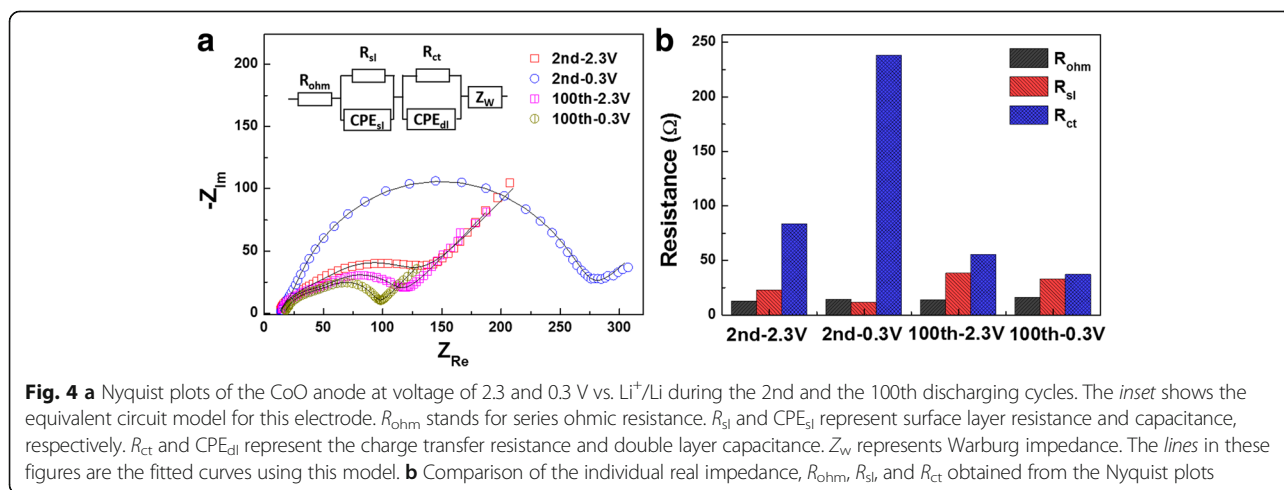 a
-200
-150
-100
-50
0
0 50 100 150 200 250 300
-Z_Im
Z_Re
R_ohm
R_sl
CPE_sl
R_ct
CPE_dl
Z_W
2nd-2.3V
2nd-0.3V
100th-2.3V
100th-0.3V
b
250
200
150
100
50
0
Resistance (Ω)
2nd-2.3V 2nd-0.3V 100th-2.3V 100th-0.3V
R_ohm
R_sl
R_ct
Fig. 4 a Nyquist plots of the CoO anode at voltage of 2.3 and 0.3 V vs. Li⁺/Li during the 2nd and the 100th discharging cycles. The inset shows the
equivalent circuit model for this electrode. R_ohm stands for series ohmic resistance. R_sl and CPE_sl represent surface layer resistance and capacitance,
respectively. R_ct and CPE_dl represent the charge transfer resistance and double layer capacitance. Z_w represents Warburg impedance. The lines in these
figures are the fitted curves using this model. b Comparison of the individual real impedance, R_ohm, R_sl, and R_ct obtained from the Nyquist plots